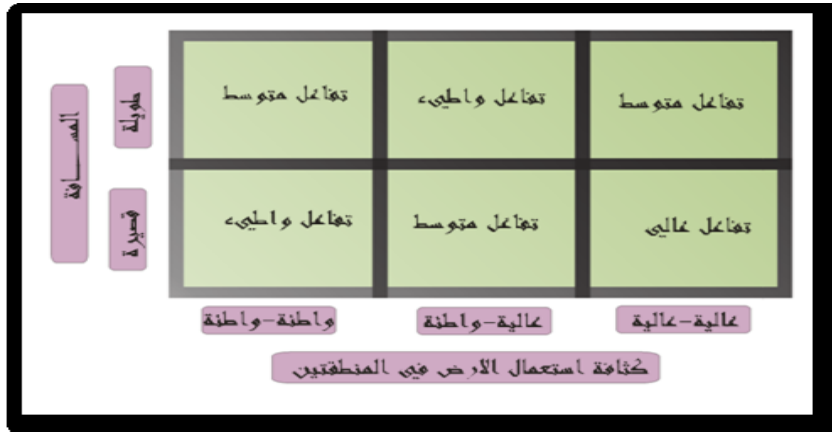 المســافة
طويلة
قصيرة
تفاعل متوسط
تفاعل واطيء
تفاعل متوسط
تفاعل عالي
تفاعل متوسط
تفاعل واطيء
عالية-عالية
عالية-واطئة
واطئة-واطئة
كثافة استعمال الارض في المنطقتين